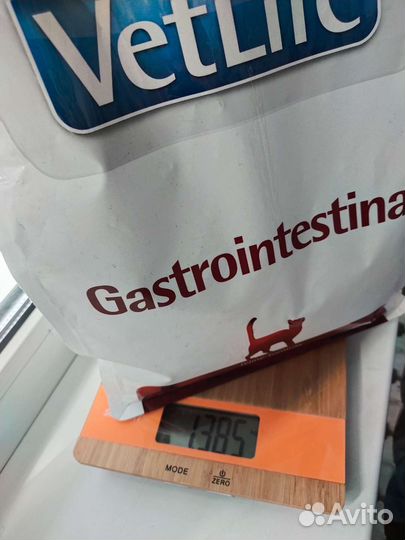 VetLife
Gastrointestina
1385
MODE
ZERO
Avito